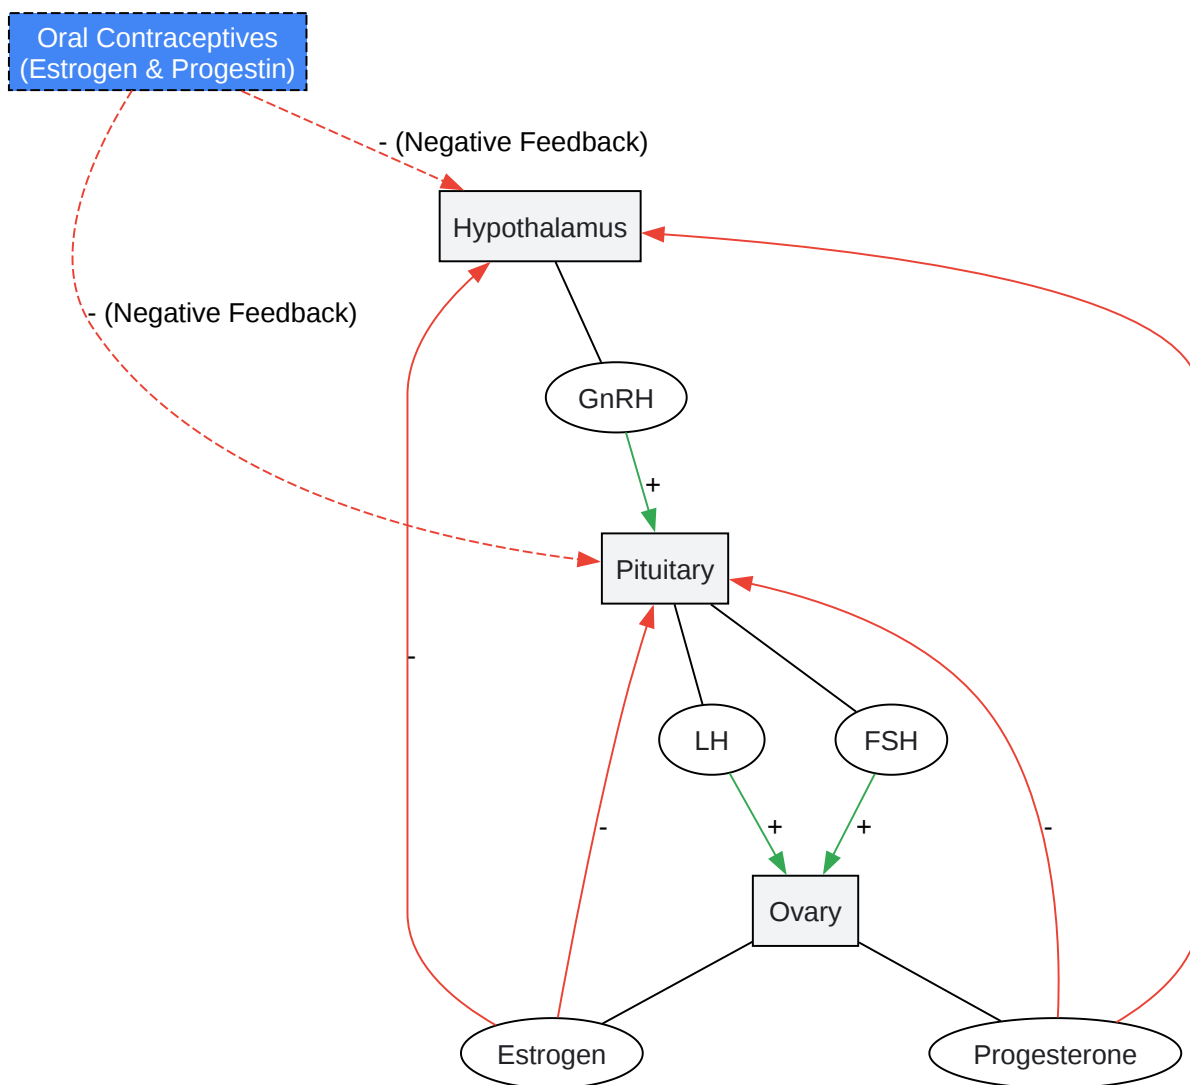 Oral Contraceptives
(Estrogen & Progestin)
- (Negative Feedback)
Hypothalamus
- (Negative Feedback)
GnRH
+
Pituitary
-
LH
FSH
-
+
+
-
Ovary
Estrogen
Progesterone